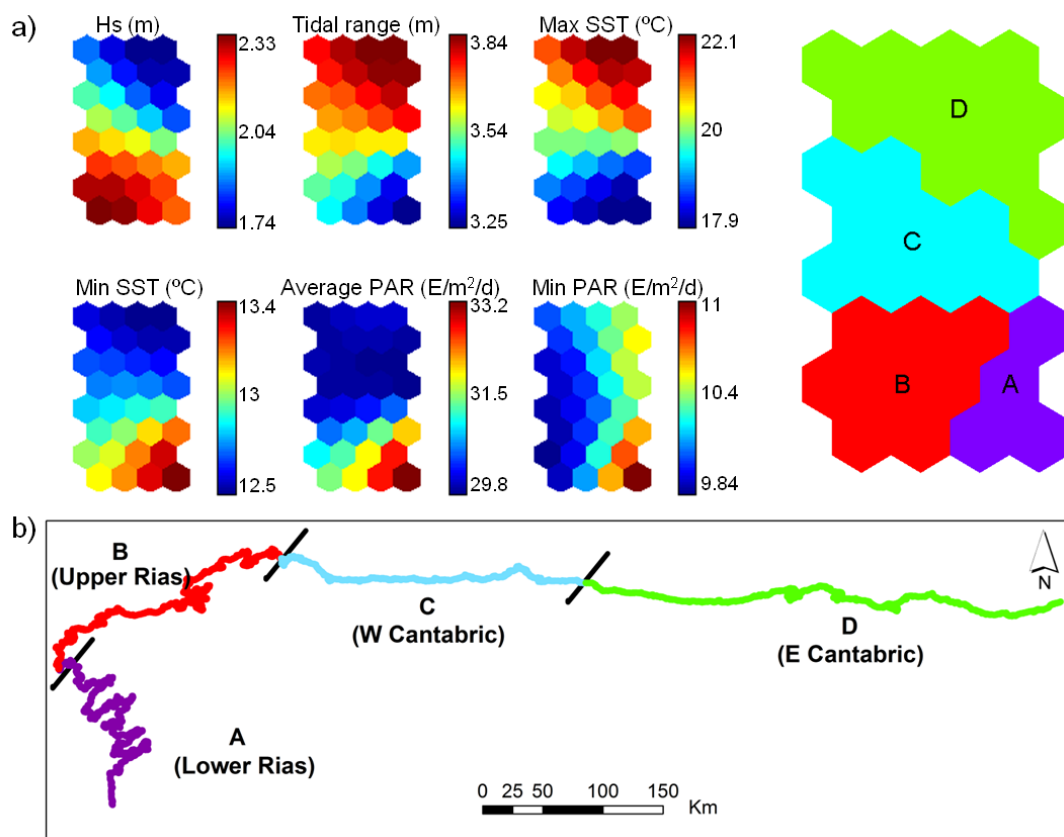 a)
Hs (m)
2.33
2.04
1.74
Tidal range (m)
3.84
3.54
3.25
Max SST (ºC)
22.1
20
17.9
Min SST (ºC)
13.4
13
12.5
Average PAR (E/m²/d)
33.2
31.5
29.8
Min PAR (E/m²/d)
11
10.4
9.84
D
C
B
A
b)
B
(Upper Rias)
C
(W Cantabric)
D
(E Cantabric)
A
(Lower Rias)
N
0 25 50 100 150
Km